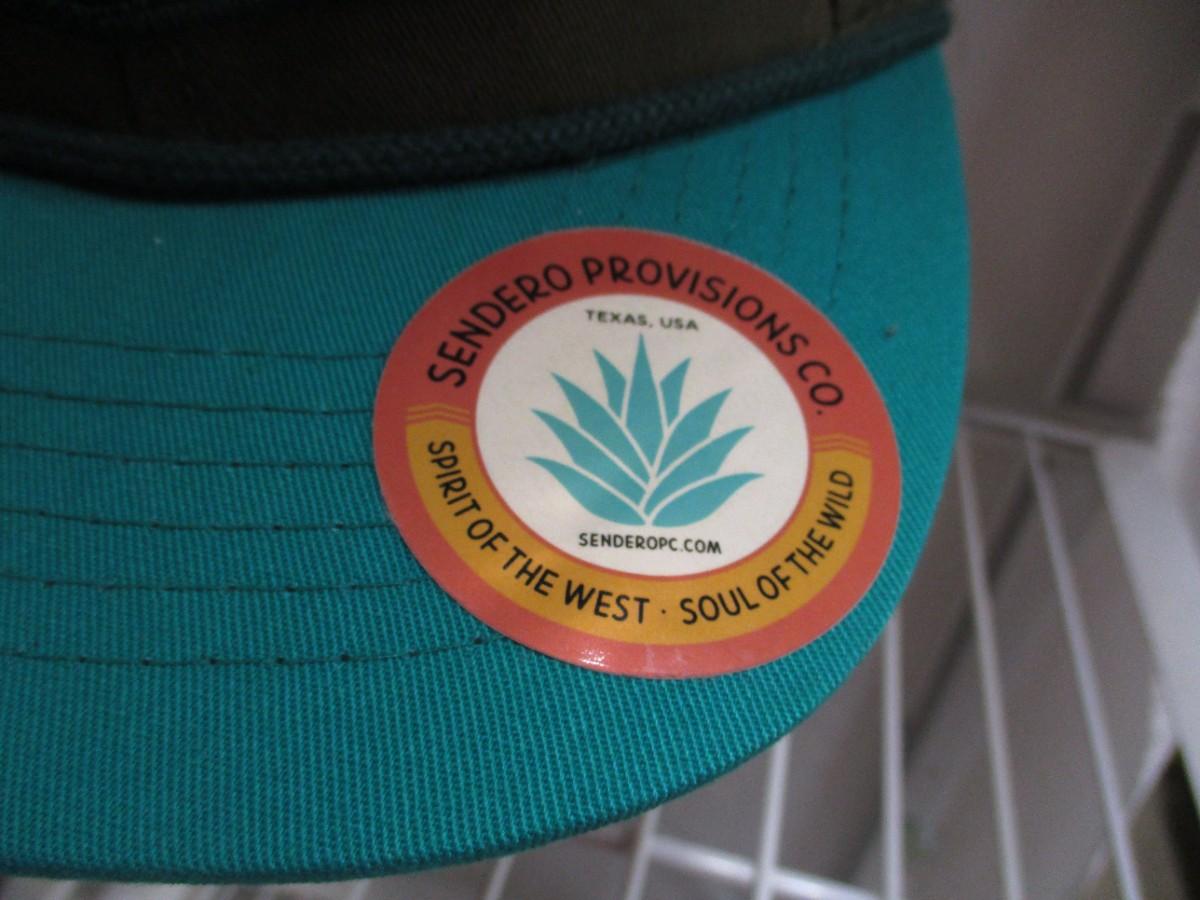 SENDERO PROVISIONS CO.
TEXAS, USA
SENDEROPC.COM
SPIRIT OF THE WEST · SOUL OF THE WILD